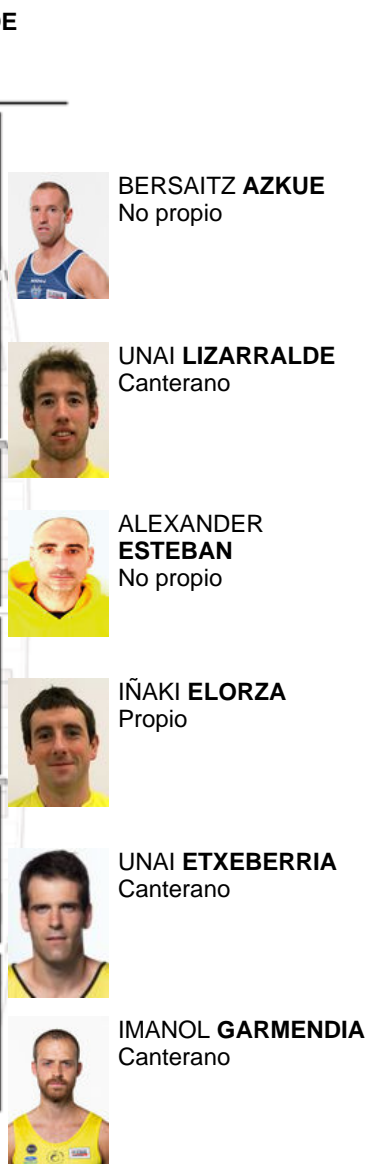 BERSAITZ AZKUE
No propio
UNAI LIZARRALDE
Canterano
ALEXANDER
ESTEBAN
No propio
IÑAKI ELORZA
Propio
UNAI ETXEBERRIA
Canterano
IMANOL GARMENDIA
Canterano